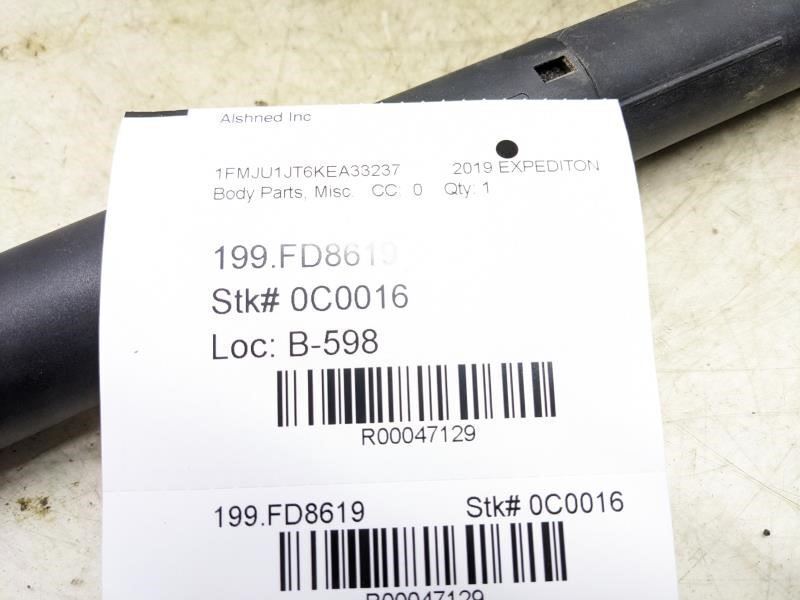 Alshned Inc
1FMJU1JT6KEA33237 2019 EXPEDITON
Body Parts, Misc. CC: 0 Qty: 1
199.FD8619
Stk# 0C0016
Loc: B-598
R00047129
199.FD8619 Stk# 0C0016
R00047129